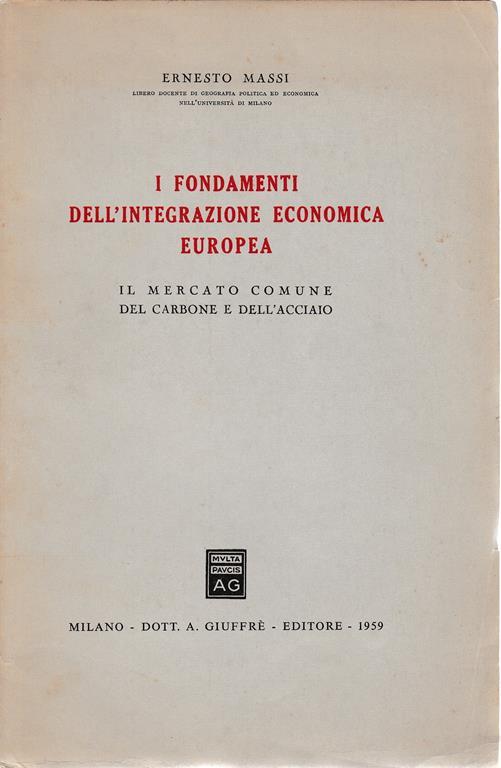 ERNESTO MASSI
LIBERO DOCENTE DI GEOGRAFIA POLITICA ED ECONOMICA
NELL'UNIVERSITÀ DI MILANO
I FONDAMENTI
DELL'INTEGRAZIONE ECONOMICA
EUROPEA
IL MERCATO COMUNE
DEL CARBONE E DELL'ACCIAIO
MVLTA
PAVCIS
AG
MILANO - DOTT. A. GIUFFRÈ - EDITORE - 1959